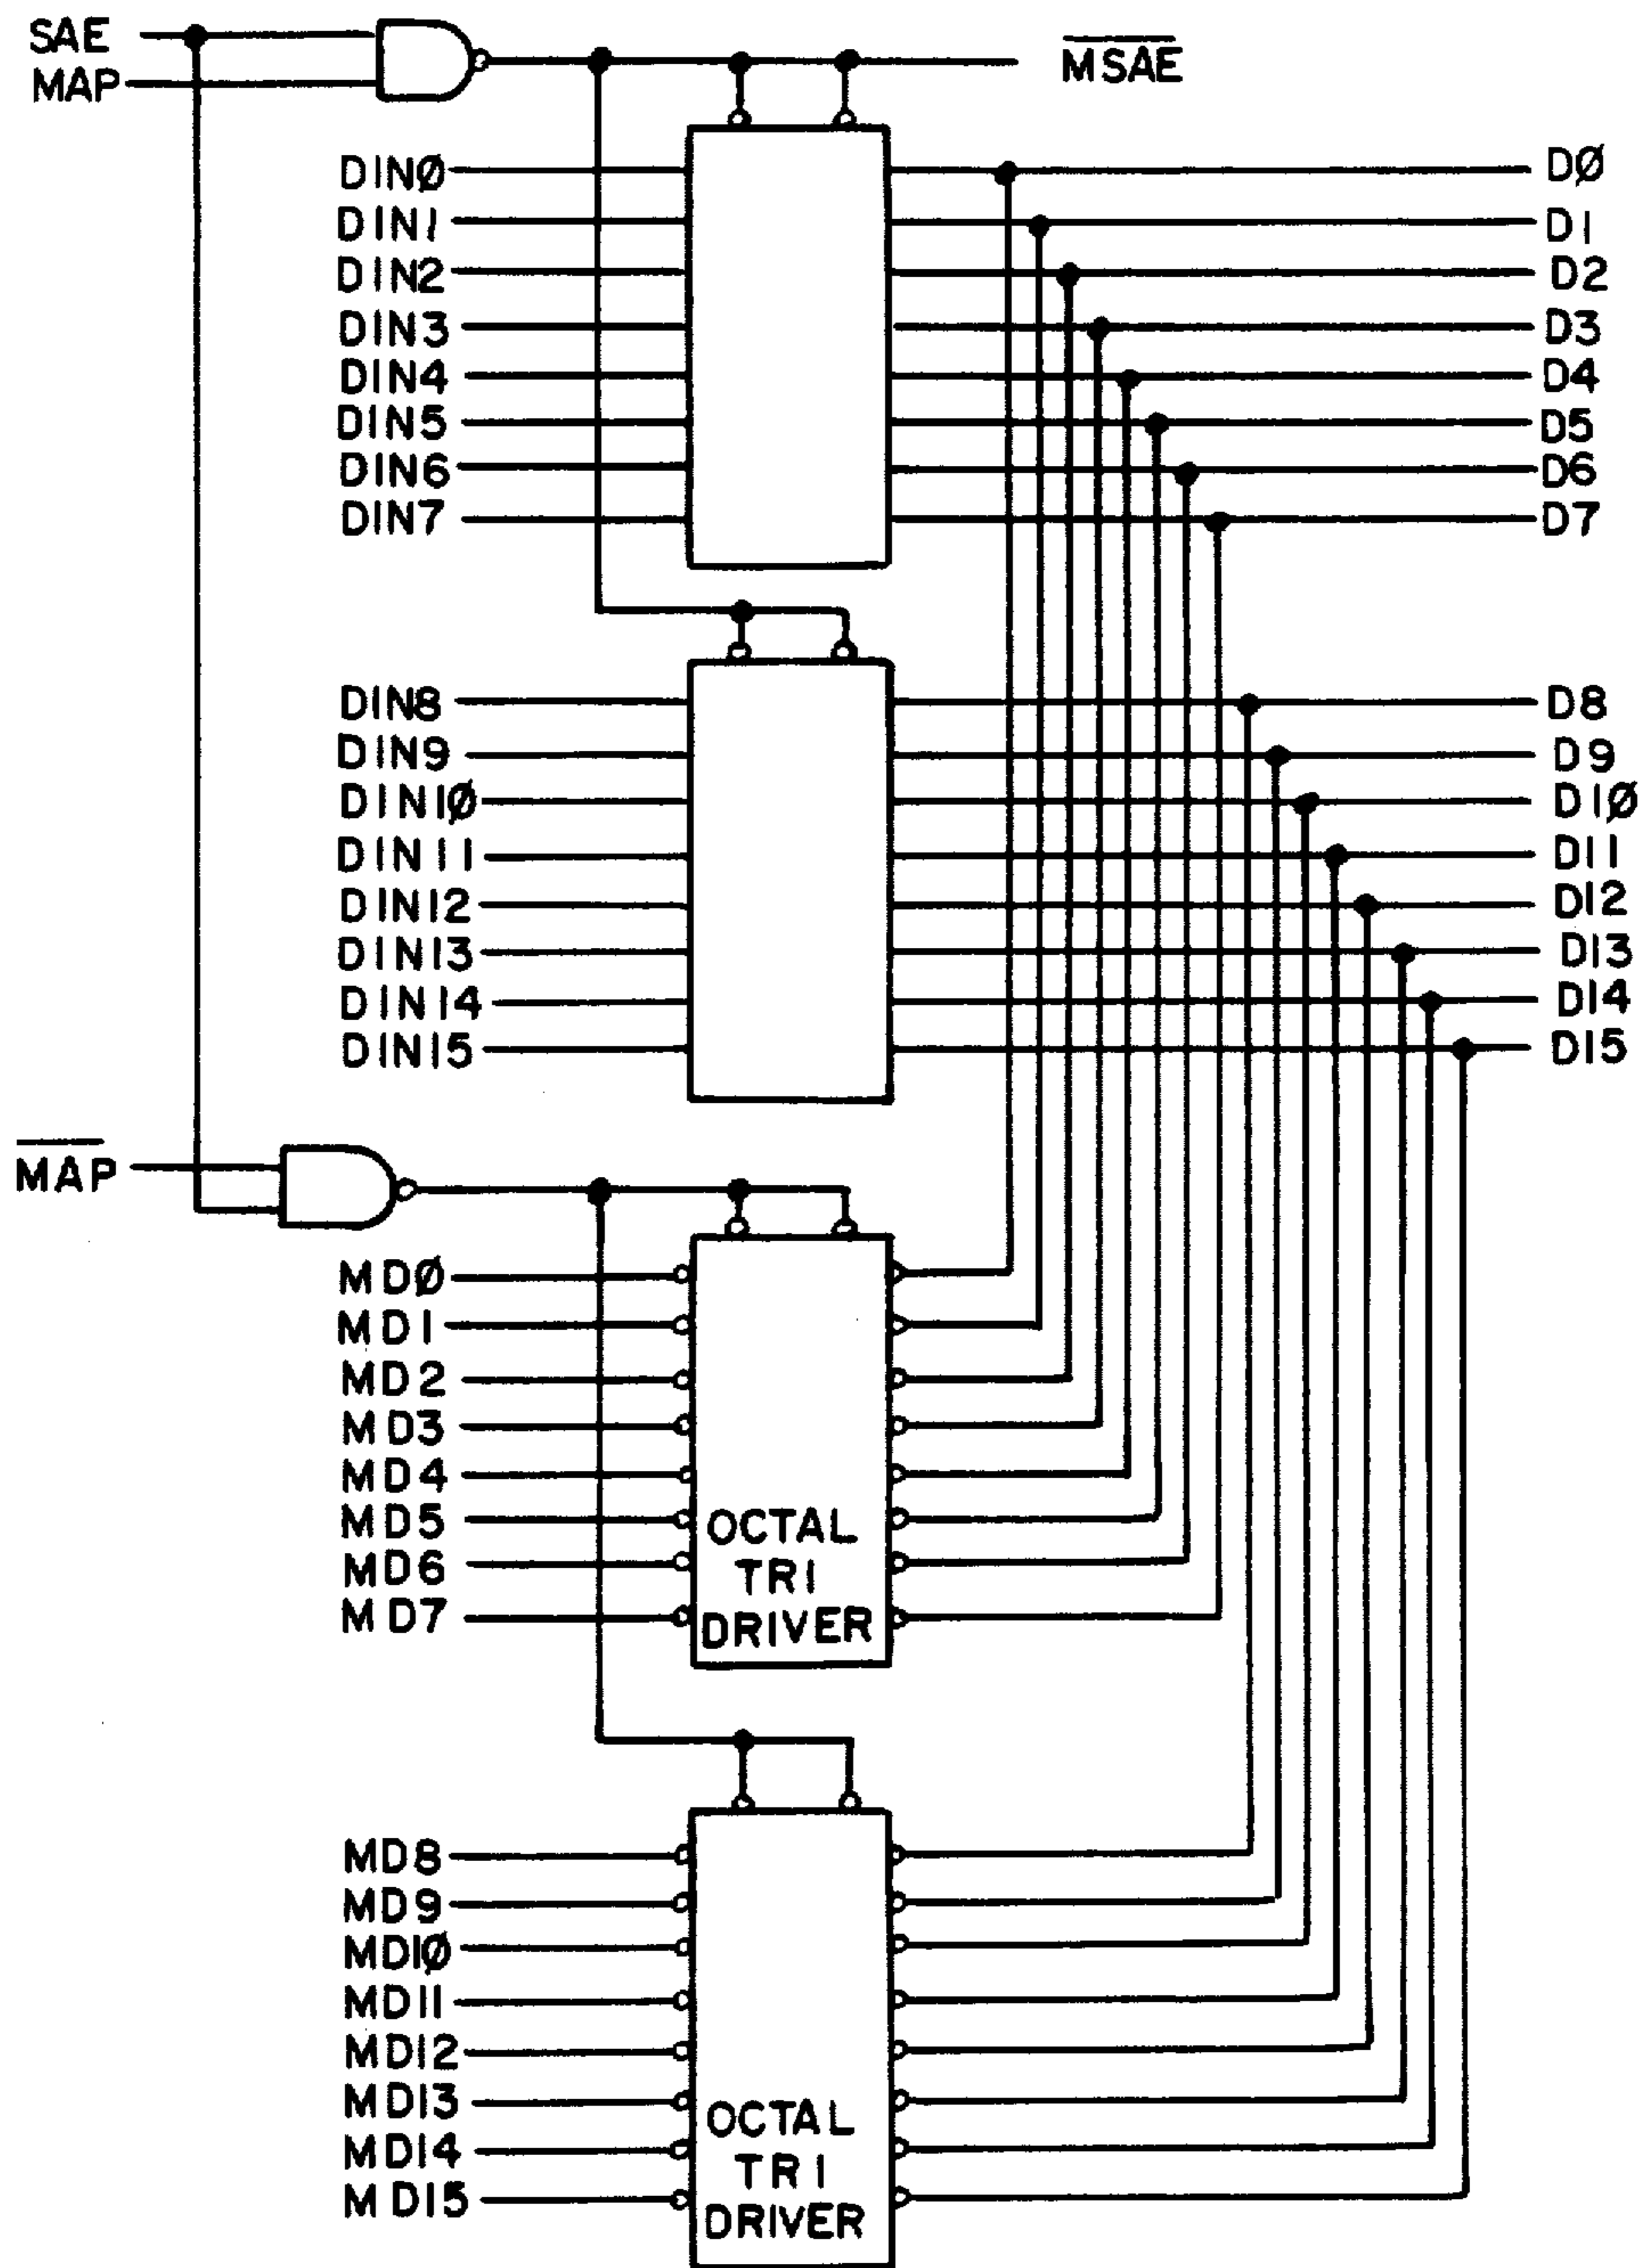 SAE
MAP
M̅S̅A̅E̅
DINØ
DØ
DIN1
D1
DIN2
D2
DIN3
D3
DIN4
D4
DIN5
D5
DIN6
D6
DIN7
D7
DIN8
D8
DIN9
D9
DIN1Ø
D1Ø
DIN11
D11
DIN12
D12
DIN13
D13
DIN14
D14
DIN15
D15
M̅A̅P̅
MDØ
MD1
MD2
MD3
MD4
MD5
MD6
MD7
OCTAL
TRI
DRIVER
MD8
MD9
MD1Ø
MD11
MD12
MD13
MD14
MD15
OCTAL
TRI
DRIVER